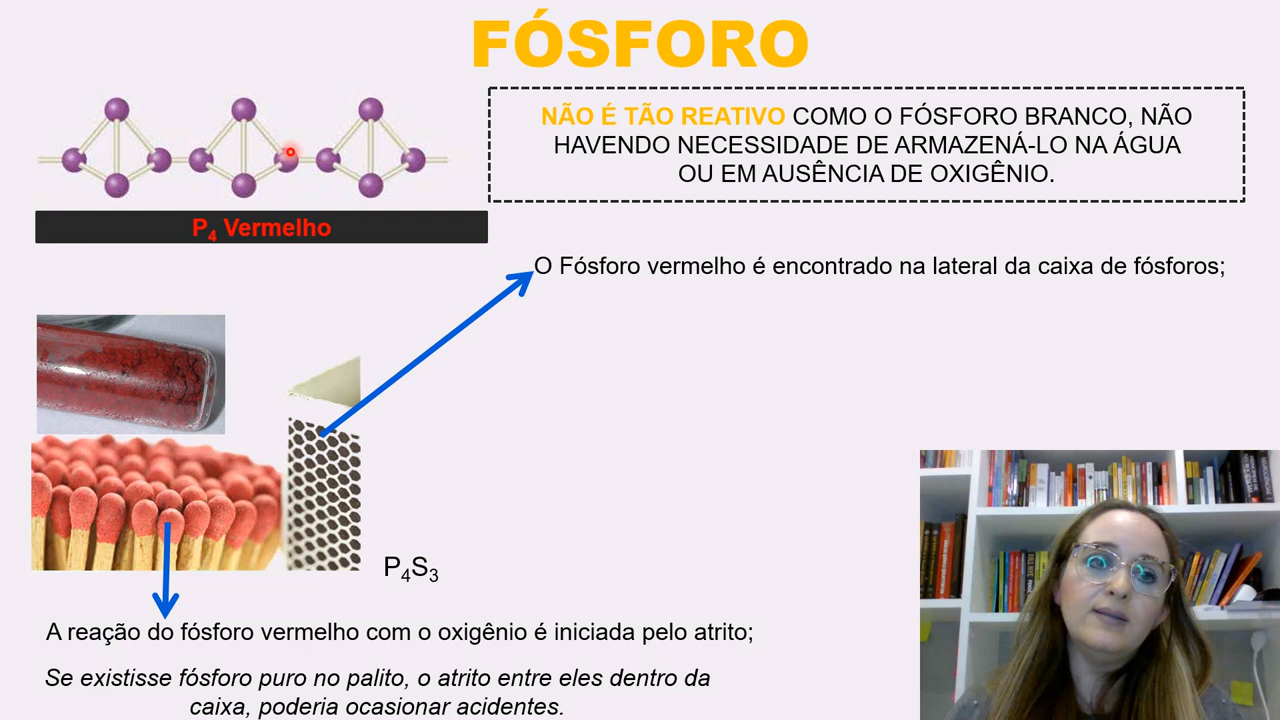 FÓSFORO
NÃO É TÃO REATIVO COMO O FÓSFORO BRANCO, NÃO
HAVENDO NECESSIDADE DE ARMAZENÁ-LO NA ÁGUA
OU EM AUSÊNCIA DE OXIGÊNIO.
P₄ Vermelho
O Fósforo vermelho é encontrado na lateral da caixa de fósforos;
P₄S₃
A reação do fósforo vermelho com o oxigênio é iniciada pelo atrito;
Se existisse fósforo puro no palito, o atrito entre eles dentro da
caixa, poderia ocasionar acidentes.